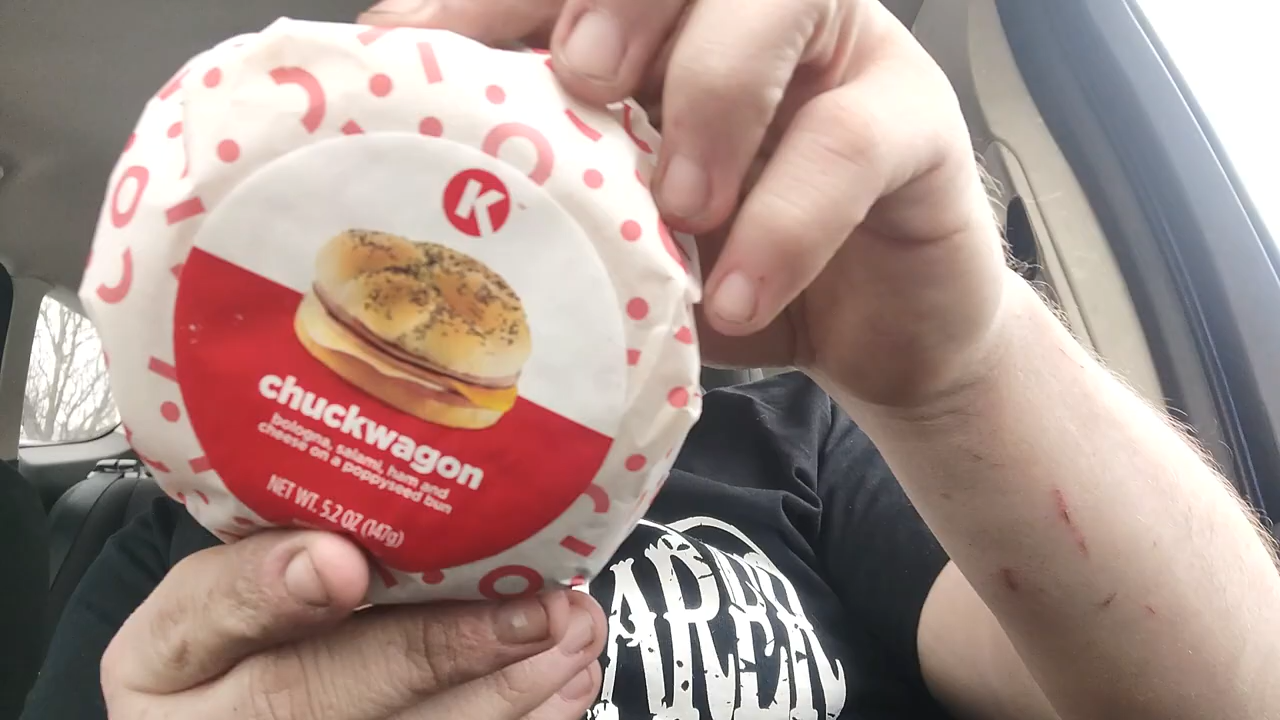 K
chuckwagon
bologna, salami, ham and
cheese on a poppyseed bun
NET WT. 5.2 OZ (147g)